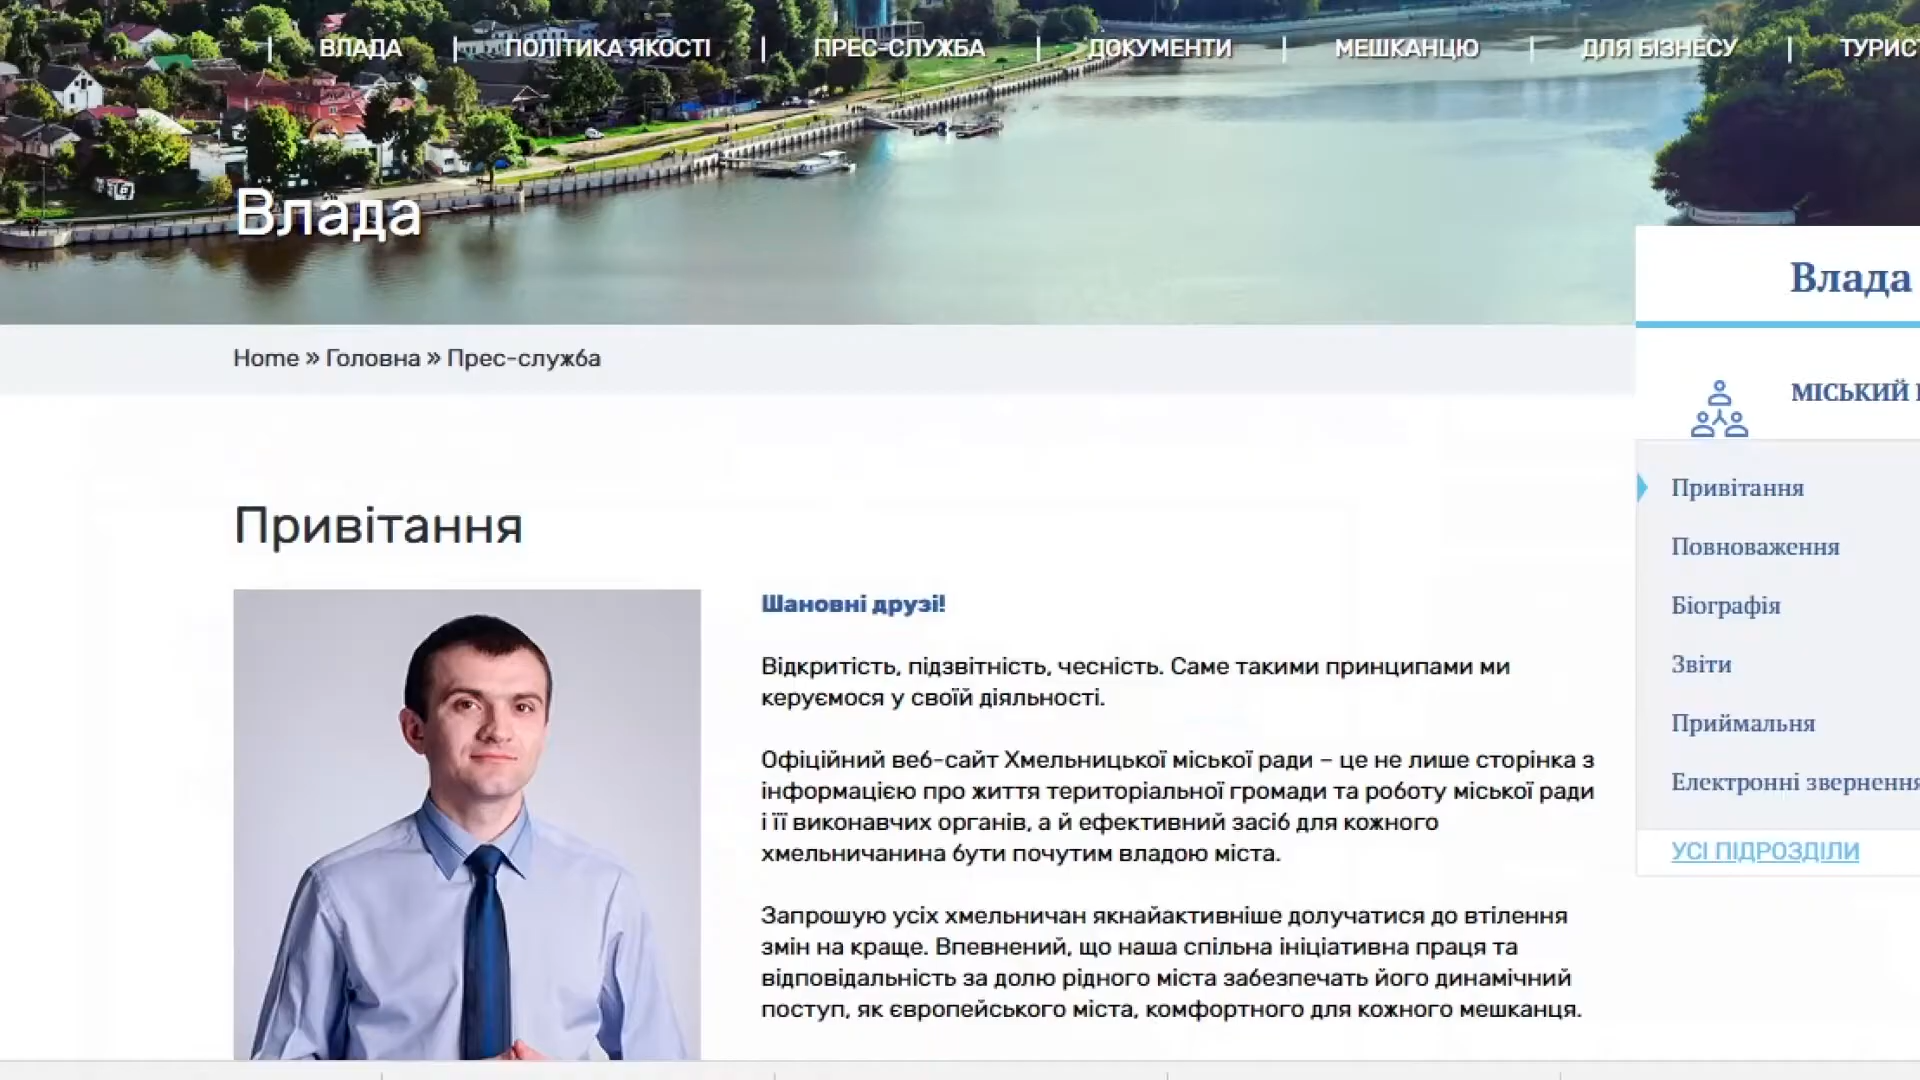 ВЛАДА
ПОЛІТИКА ЯКОСТІ
ПРЕС-СЛУЖБА
ДОКУМЕНТИ
МЕШКАНЦЮ
ДЛЯ БІЗНЕСУ
ТУРИС
Влада
Home » Головна » Прес-служба
Привітання
Шановні друзі!
Відкритість, підзвітність, чесність. Саме такими принципами ми
керуємося у своїй діяльності.
Офіційний веб-сайт Хмельницької міської ради – це не лише сторінка з
інформацією про життя територіальної громади та роботу міської ради
і її виконавчих органів, а й ефективний засіб для кожного
хмельничанина бути почутим владою міста.
Запрошую усіх хмельничан якнайактивніше долучатися до втілення
змін на краще. Впевнений, що наша спільна ініціативна праця та
відповідальність за долю рідного міста забезпечать його динамічний
поступ, як європейського міста, комфортного для кожного мешканця.
Влада
МІСЬКИЙ
Привітання
Повноваження
Біографія
Звіти
Приймальня
Електронні звернення
УСІ ПІДРОЗДІЛИ